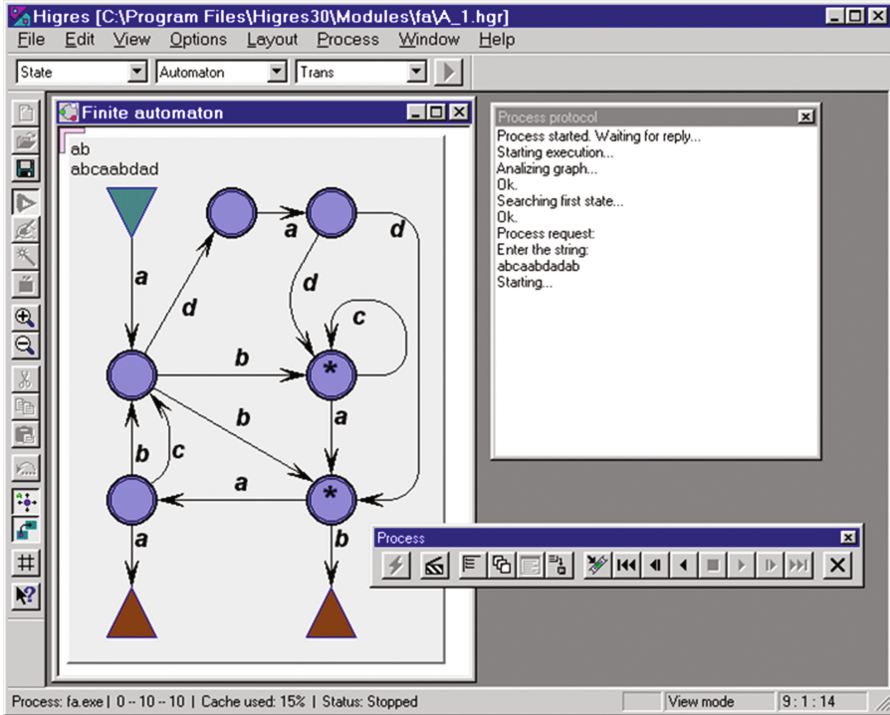 Higres [C:\Program Files\Higres30\Modules\fa\A_1.hgr]
File Edit View Options Layout Process Window Help
State Automaton Trans
Finite automaton
ab
abcaabdad
a d
a
d
d
c
b
b
a
b c
a
a b
Process protocol
Process started. Waiting for reply...
Starting execution...
Analizing graph...
Ok.
Searching first state...
Ok.
Process request:
Enter the string:
abcaabdadab
Starting...
Process
Process: fa.exe | 0 -- 10 -- 10 | Cache used: 15% | Status: Stopped View mode 9 : 1 : 14